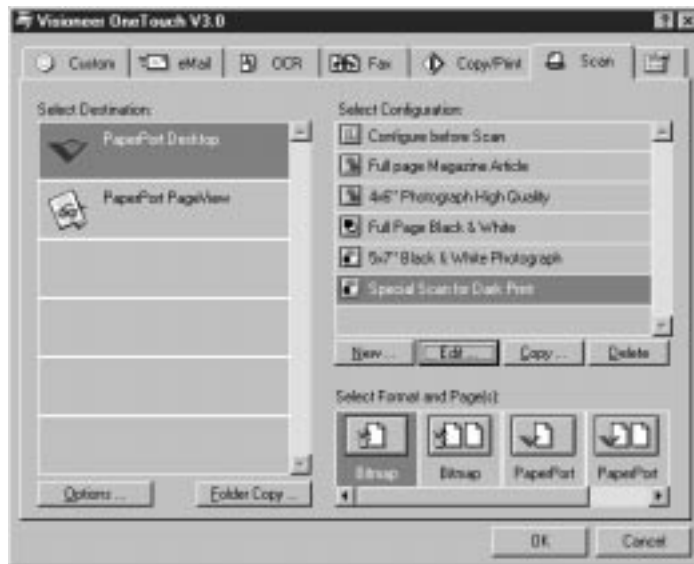 Visioneer OneTouch V3.0
Custom eMail OCR Fax Copy/Print Scan
Select Destination:
PaperPort Desktop
PaperPort PageView
Options ...
Folder Copy ...
Select Configuration:
Configure before Scan
Full page Magazine Article
4x6" Photograph High Quality
Full Page Black & White
5x7" Black & White Photograph
Special Scan for Dark Print
New ... Edit ... Copy ... Delete
Select Format and Page(s):
Bitmap Bitmap PaperPort PaperPort
OK Cancel